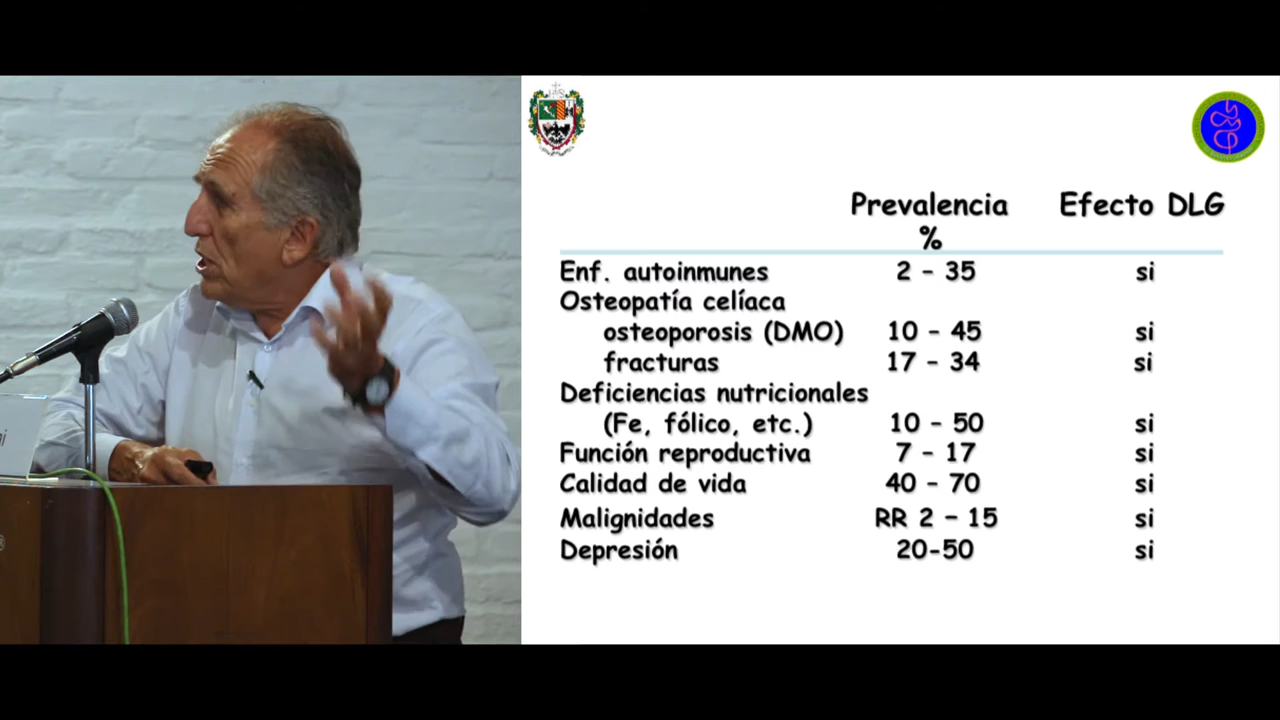 Prevalencia Efecto DLG
%
Enf. autoinmunes 2 – 35 si
Osteopatía celíaca
osteoporosis (DMO) 10 – 45 si
fracturas 17 – 34 si
Deficiencias nutricionales
(Fe, fólico, etc.) 10 – 50 si
Función reproductiva 7 – 17 si
Calidad de vida 40 – 70 si
Malignidades RR 2 – 15 si
Depresión 20-50 si